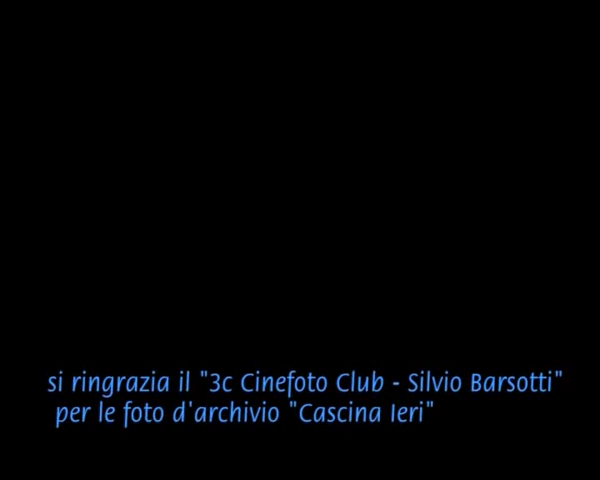 si ringrazia il "3c Cinefoto Club - Silvio Barsotti"
per le foto d'archivio "Cascina Ieri"